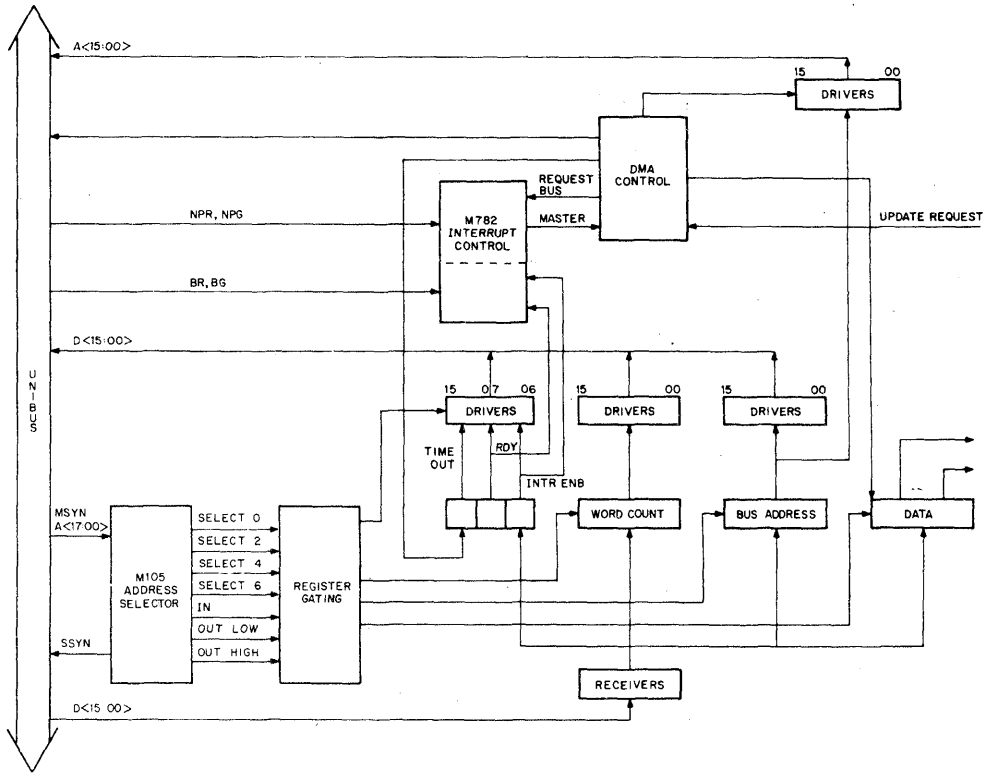 A<15:00>
15 00
DRIVERS
DMA
CONTROL
REQUEST
BUS
M782
INTERRUPT
CONTROL
MASTER
UPDATE REQUEST
NPR, NPG
BR, BG
D<15:00>
UNIBUS
15 07 06
DRIVERS
15 00
DRIVERS
15 00
DRIVERS
TIME
OUT
RDY
INTR ENB
WORD COUNT
BUS ADDRESS
DATA
MSYN
A<17:00>
SSYN
M105
ADDRESS
SELECTOR
SELECT 0
SELECT 2
SELECT 4
SELECT 6
IN
OUT LOW
OUT HIGH
REGISTER
GATING
RECEIVERS
D<15 00>